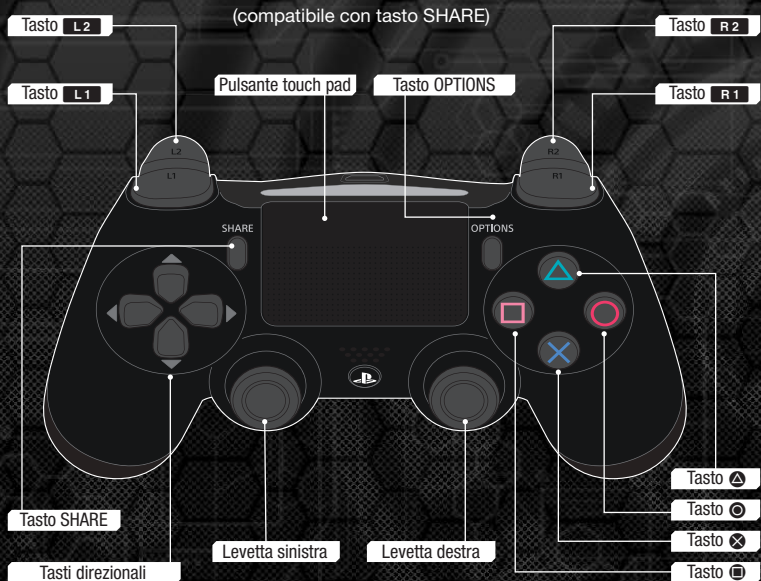 (compatibile con tasto SHARE)
Tasto L2
Tasto R2
Tasto L1
Pulsante touch pad
Tasto OPTIONS
Tasto R1
L2
R2
L1
R1
SHARE
OPTIONS
Tasto SHARE
Tasti direzionali
Levetta sinistra
Levetta destra
Tasto △
Tasto ○
Tasto ✕
Tasto □